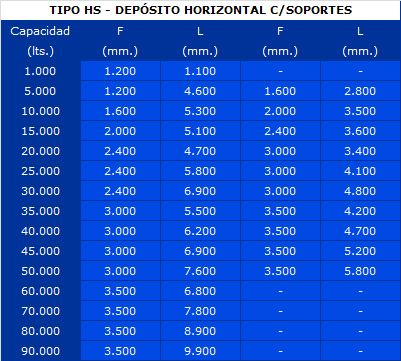 TIPO HS - DEPÓSITO HORIZONTAL C/SOPORTES
Capacidad F L F L
(lts.) (mm.) (mm.) (mm.) (mm.)
1.000 1.200 1.100 - -
5.000 1.200 4.600 1.600 2.800
10.000 1.600 5.300 2.000 3.500
15.000 2.000 5.100 2.400 3.600
20.000 2.400 4.700 3.000 3.400
25.000 2.400 5.800 3.000 4.100
30.000 2.400 6.900 3.000 4.800
35.000 3.000 5.500 3.500 4.200
40.000 3.000 6.200 3.500 4.700
45.000 3.000 6.900 3.500 5.200
50.000 3.000 7.600 3.500 5.800
60.000 3.500 6.800 - -
70.000 3.500 7.800 - -
80.000 3.500 8.900 - -
90.000 3.500 9.900 - -